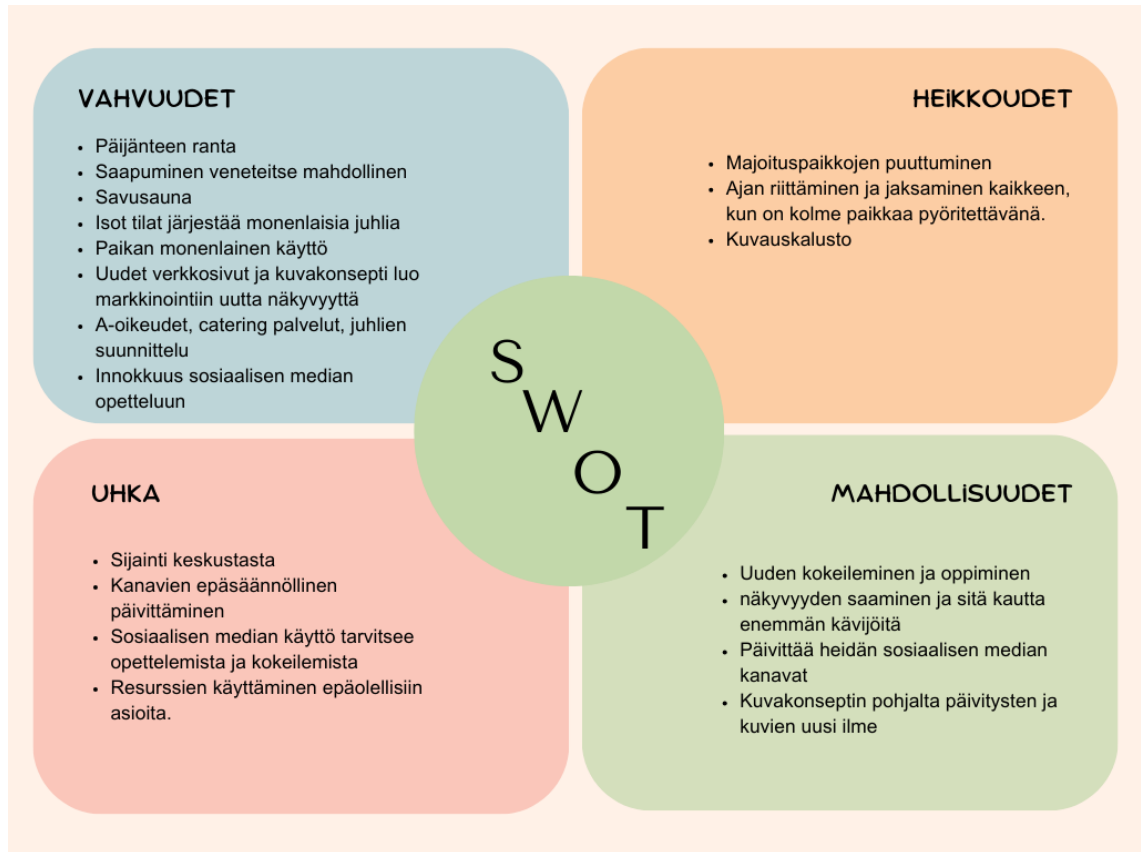 VAHVUUDET
• Päijänteen ranta
• Saapuminen veneteitse mahdollinen
• Savusauna
• Isot tilat järjestää monenlaisia juhlia
• Paikan monenlainen käyttö
• Uudet verkkosivut ja kuvakonsepti luo
markkinointiin uutta näkyvyyttä
• A-oikeudet, catering palvelut, juhlien
suunnittelu
• Innokkuus sosiaalisen median
opetteluun
HEIKKOUDET
• Majoituspaikkojen puuttuminen
• Ajan riittäminen ja jaksaminen kaikkeen,
kun on kolme paikkaa pyöritettävänä.
• Kuvauskalusto
S
W
O
T
UHKA
• Sijainti keskustasta
• Kanavien epäsäännöllinen
päivittäminen
• Sosiaalisen median käyttö tarvitsee
opettelemista ja kokeilemista
• Resurssien käyttäminen epäolellisiin
asioita.
MAHDOLLISUUDET
• Uuden kokeileminen ja oppiminen
• näkyvyyden saaminen ja sitä kautta
enemmän kävijöitä
• Päivittää heidän sosiaalisen median
kanavat
• Kuvakonseptin pohjalta päivitysten ja
kuvien uusi ilme